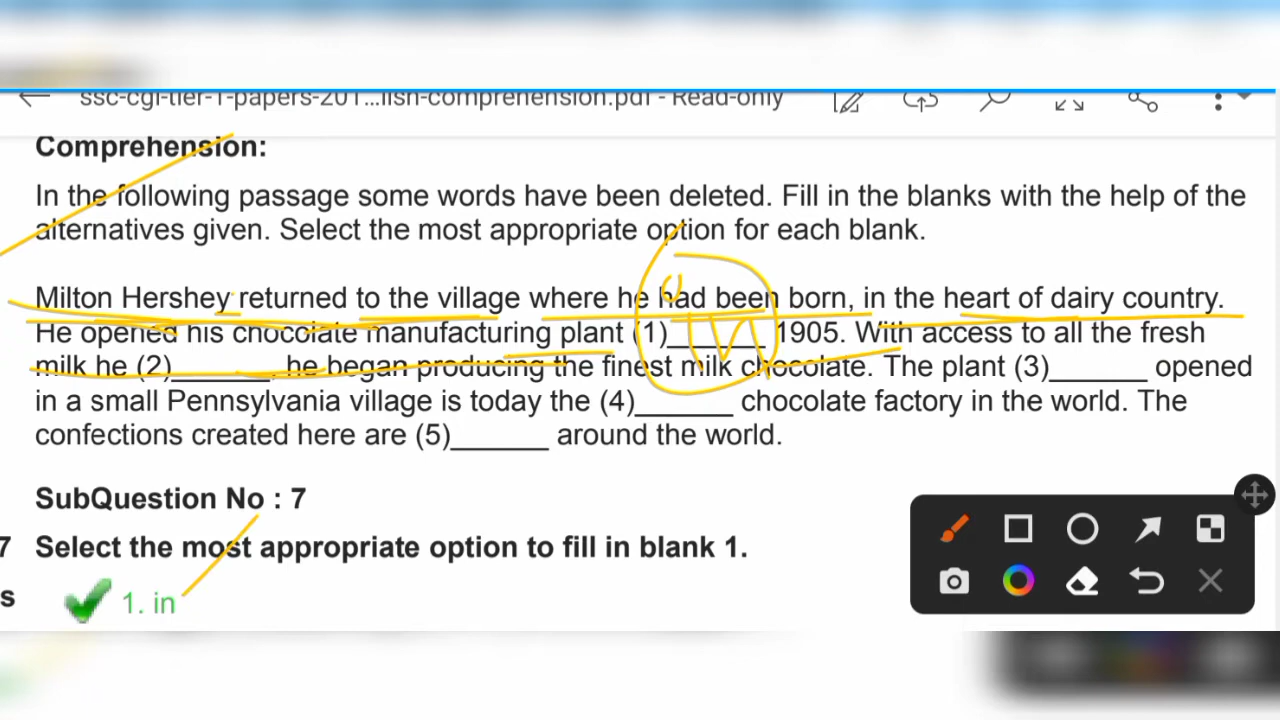 ssc-cgl-tier-1-papers-201...lish-comprehension.pdf - Read-only
Comprehension:
In the following passage some words have been deleted. Fill in the blanks with the help of the
alternatives given. Select the most appropriate option for each blank.
Milton Hershey returned to the village where he had been born, in the heart of dairy country.
He opened his chocolate manufacturing plant (1)______ 1905. With access to all the fresh
milk he (2)______, he began producing the finest milk chocolate. The plant (3)______ opened
in a small Pennsylvania village is today the (4)______ chocolate factory in the world. The
confections created here are (5)______ around the world.
in
SubQuestion No : 7
7 Select the most appropriate option to fill in blank 1.
s 1. in